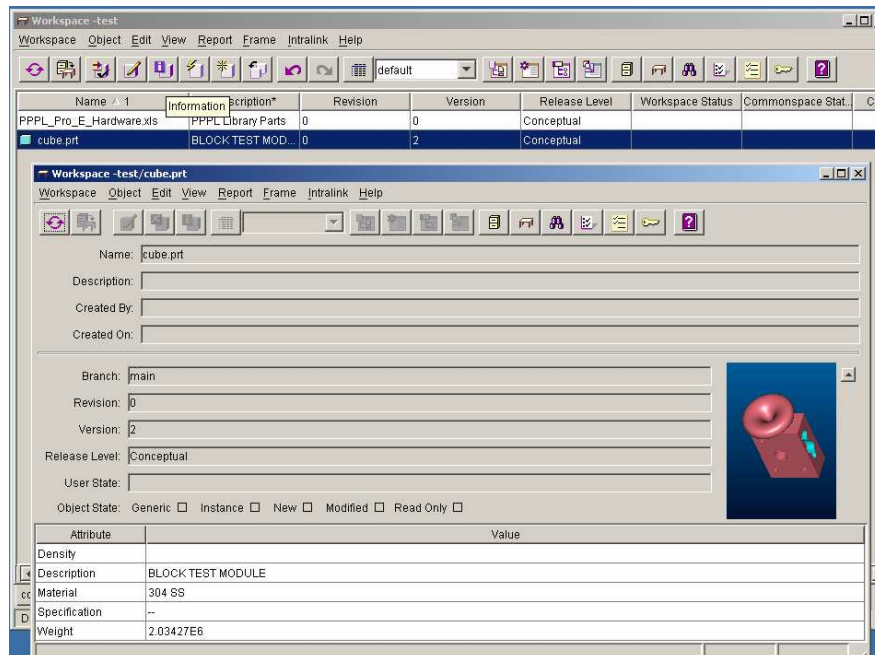 Workspace -test
Workspace Object Edit View Report Frame Intralink Help
default
Name 1 scription* Revision Version Release Level Workspace Status Commonspace Stat.. C
Information
PPPL_Pro_E_Hardware.xls PPPL Library Parts 0 0 Conceptual
cube.prt BLOCK TEST MOD... 0 2 Conceptual
Workspace -test/cube.prt
Workspace Object Edit View Report Frame Intralink Help
Name: cube.prt
Description:
Created By:
Created On:
Branch: main
Revision: 0
Version: 2
Release Level: Conceptual
User State:
Object State: Generic Instance New Modified Read Only
Attribute Value
Density
Description BLOCK TEST MODULE
Material 304 SS
Specification --
Weight 2.03427E6